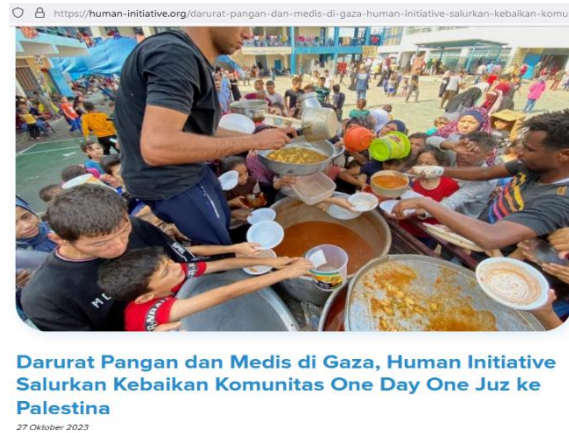 https://human-initiative.org/darurat-pangan-dan-medis-di-gaza-human-initiative-salurkan-kebaikan-komu
Darurat Pangan dan Medis di Gaza, Human Initiative
Salurkan Kebaikan Komunitas One Day One Juz ke
Palestina
27 Oktober 2023